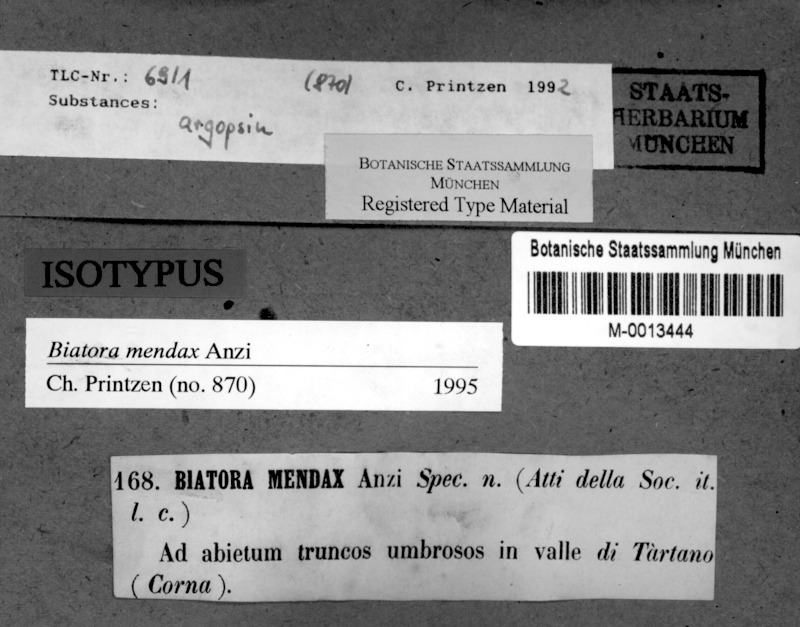 TLC-Nr.: 69/1 (870) C. Printzen 1992
Substances:
argopsin
STAATS-
HERBARIUM
MÜNCHEN
BOTANISCHE STAATSSAMMLUNG
MÜNCHEN
Registered Type Material
ISOTYPUS
Botanische Staatssammlung München
M-0013444
Biatora mendax Anzi
Ch. Printzen (no. 870) 1995
168. BIATORA MENDAX Anzi Spec. n. (Atti della Soc. it.
l. c.)
Ad abietum truncos umbrosos in valle di Tàrtano
(Corna).